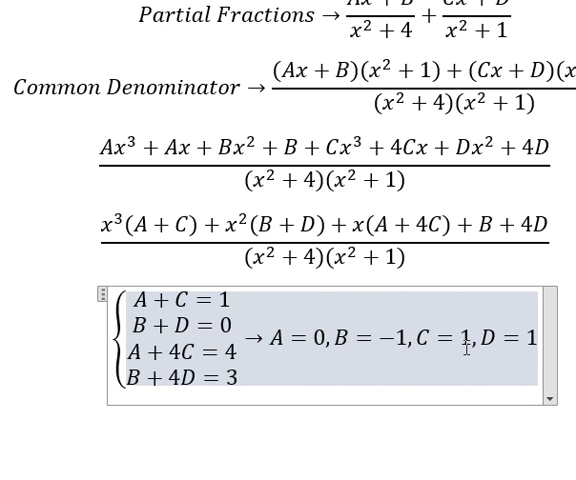 Partial Fractions → Ax + B / x² + 4 + Cx + D / x² + 1
Common Denominator → (Ax + B)(x² + 1) + (Cx + D)(x / (x² + 4)(x² + 1)
Ax³ + Ax + Bx² + B + Cx³ + 4Cx + Dx² + 4D
(x² + 4)(x² + 1)
x³(A + C) + x²(B + D) + x(A + 4C) + B + 4D
(x² + 4)(x² + 1)
A + C = 1
B + D = 0
A + 4C = 4
B + 4D = 3
→ A = 0, B = −1, C = 1, D = 1